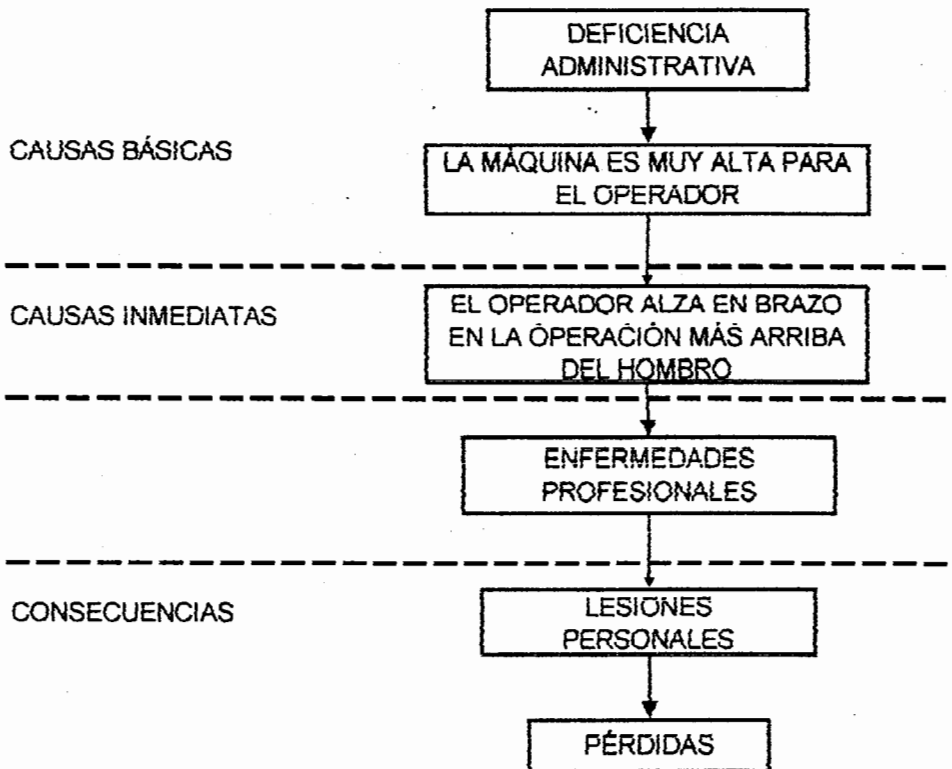 DEFICIENCIA
ADMINISTRATIVA
CAUSAS BÁSICAS
LA MÁQUINA ES MUY ALTA PARA
EL OPERADOR
CAUSAS INMEDIATAS
EL OPERADOR ALZA EN BRAZO
EN LA OPERACIÓN MÁS ARRIBA
DEL HOMBRO
ENFERMEDADES
PROFESIONALES
CONSECUENCIAS
LESIONES
PERSONALES
PÉRDIDAS